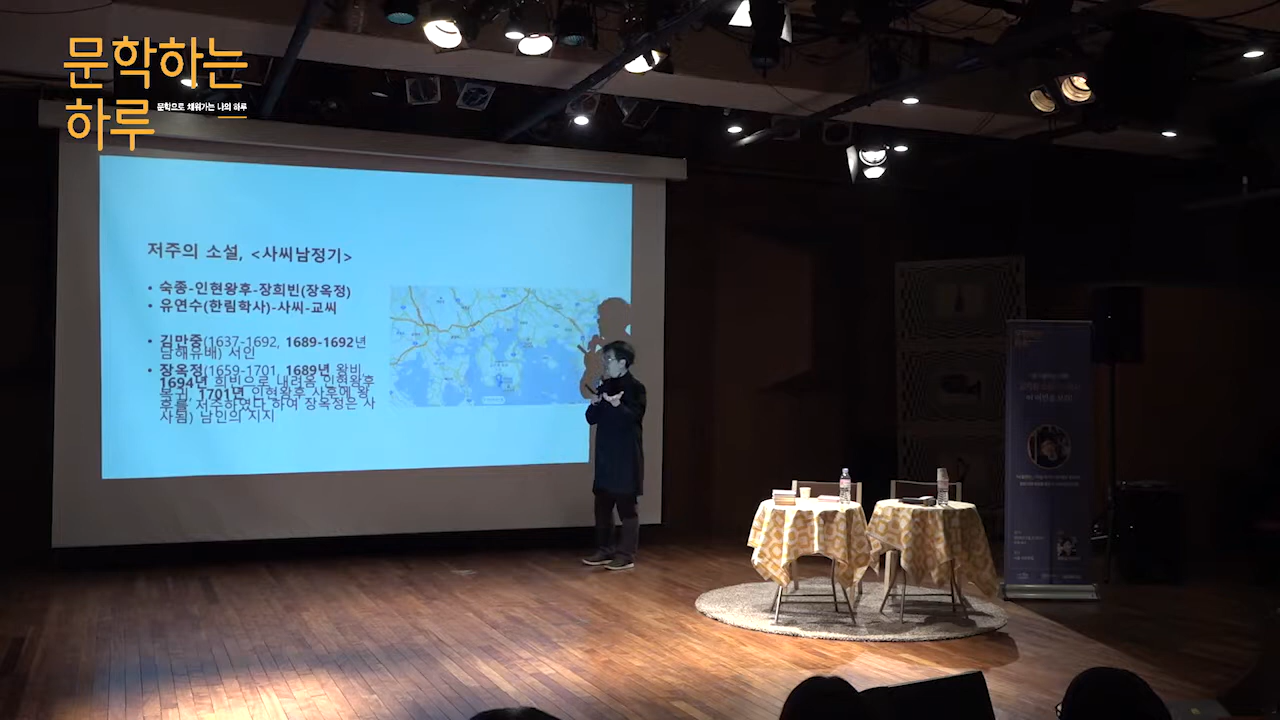 문학하는
하루
문학으로 채워가는 나의 하루
저주의 소설, <사씨남정기>
• 숙종-인현왕후-장희빈(장옥정)
• 유연수(한림학사)-사씨-교씨
• 김만중(1637-1692, 1689-1692년
남해유배) 서인
• 장옥정(1659-1701, 1689년 왕비,
1694년 희빈으로 내려옴, 인현왕후
복귀, 1701년 인현왕후 사후에 왕
후를 저주하였다 하여 장옥정은 사
사됨) 남인의 지지